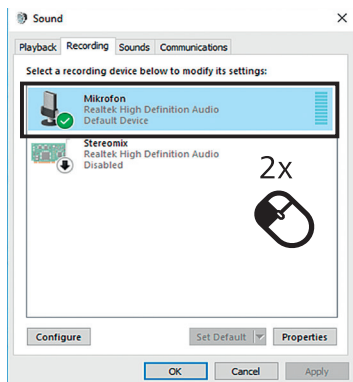 Sound
Playback Recording Sounds Communications
Select a recording device below to modify its settings:
Mikrofon
Realtek High Definition Audio
Default Device
Stereomix
Realtek High Definition Audio
Disabled
2x
Configure Set Default Properties
OK Cancel Apply